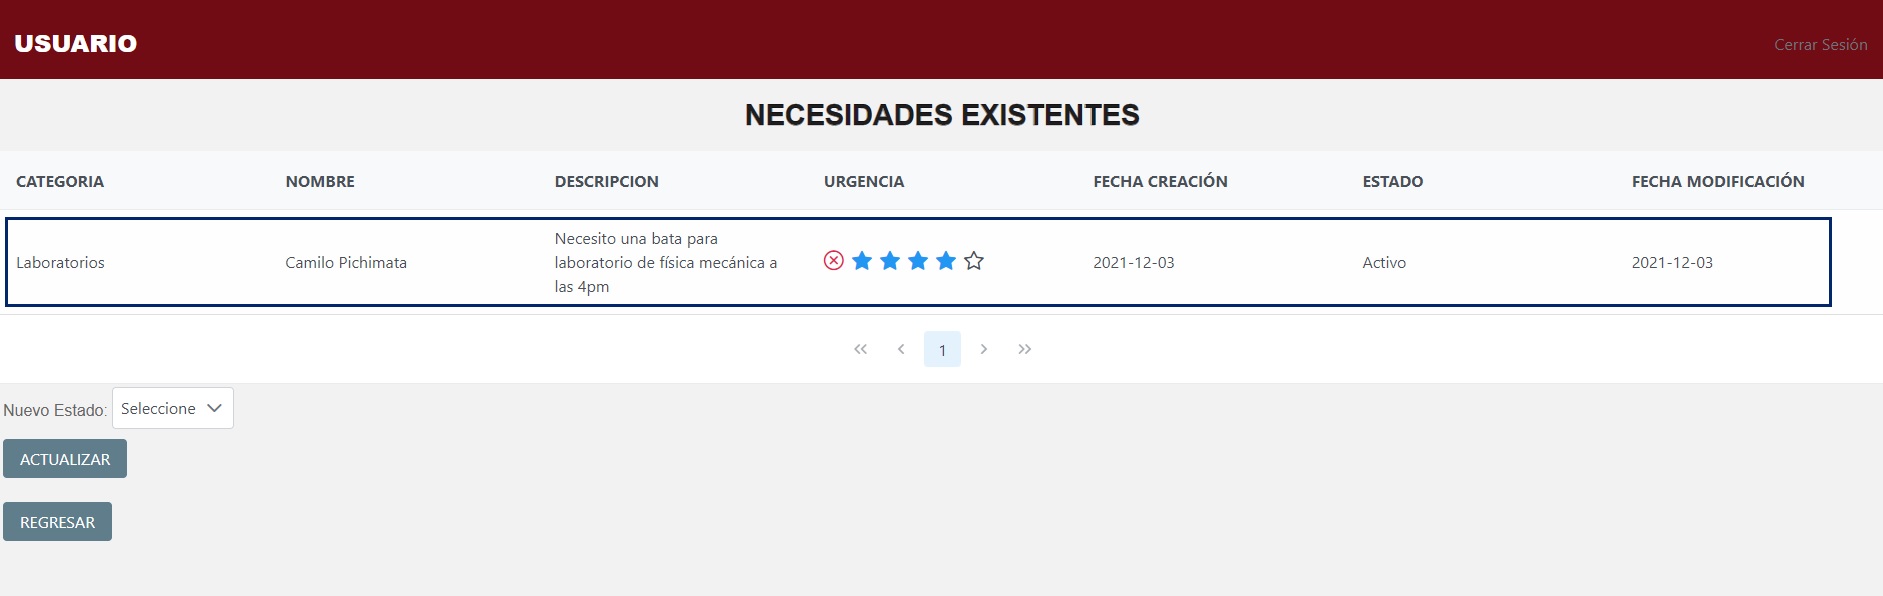 USUARIO
Cerrar Sesión
NECESIDADES EXISTENTES
CATEGORIA NOMBRE DESCRIPCION URGENCIA FECHA CREACIÓN ESTADO FECHA MODIFICACIÓN
Laboratorios Camilo Pichimata Necesito una bata para
laboratorio de física mecánica a
las 4pm
2021-12-03 Activo 2021-12-03
1
Nuevo Estado: Seleccione
ACTUALIZAR
REGRESAR